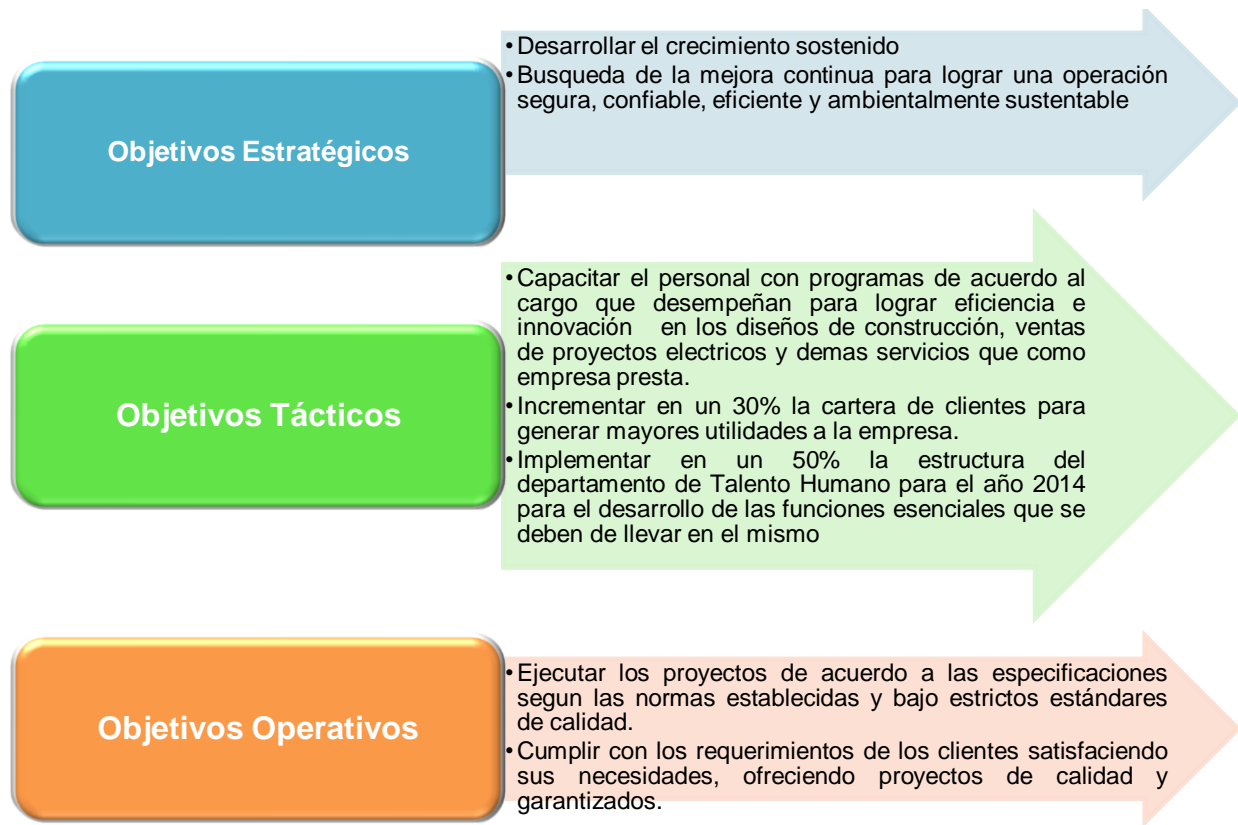 Objetivos Estratégicos
• Desarrollar el crecimiento sostenido
• Busqueda de la mejora continua para lograr una operación
segura, confiable, eficiente y ambientalmente sustentable
Objetivos Tácticos
• Capacitar el personal con programas de acuerdo al
cargo que desempeñan para lograr eficiencia e
innovación en los diseños de construcción, ventas
de proyectos electricos y demas servicios que como
empresa presta.
• Incrementar en un 30% la cartera de clientes para
generar mayores utilidades a la empresa.
• Implementar en un 50% la estructura del
departamento de Talento Humano para el año 2014
para el desarrollo de las funciones esenciales que se
deben de llevar en el mismo
Objetivos Operativos
• Ejecutar los proyectos de acuerdo a las especificaciones
segun las normas establecidas y bajo estrictos estándares
de calidad.
• Cumplir con los requerimientos de los clientes satisfaciendo
sus necesidades, ofreciendo proyectos de calidad y
garantizados.